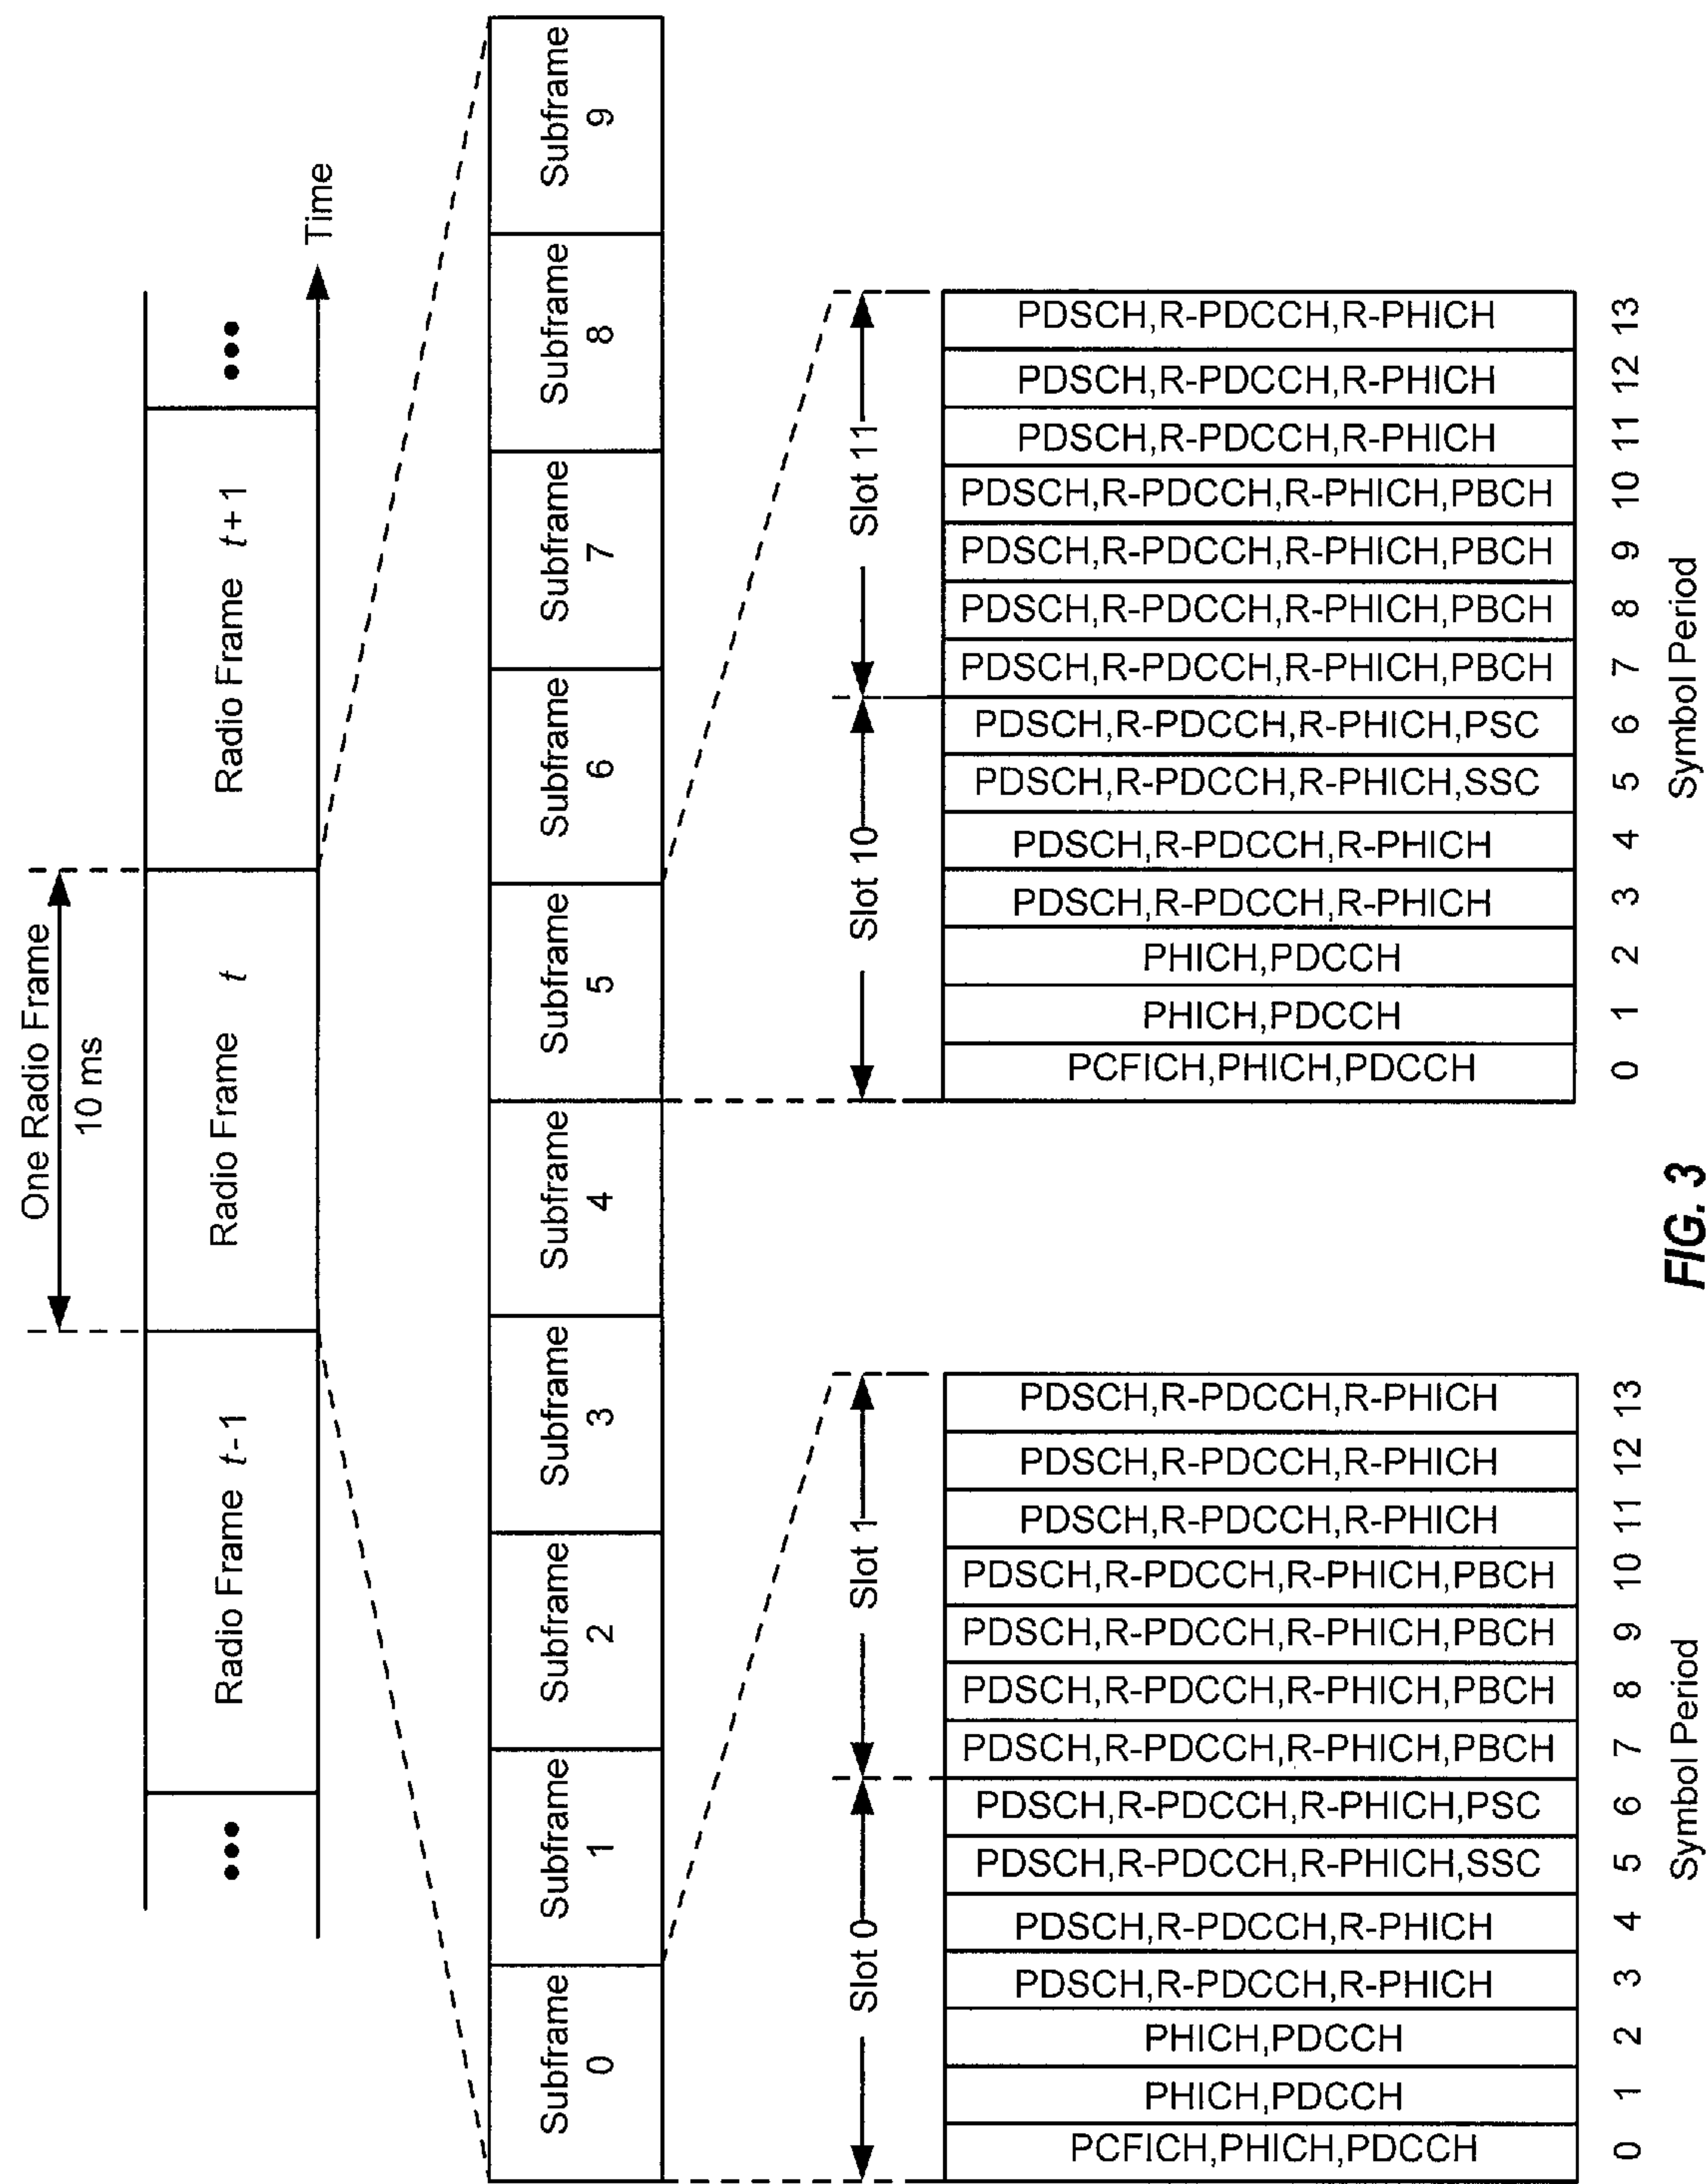 One Radio Frame
10 ms
•••
Radio Frame t-1
Radio Frame t
Radio Frame t+1
•••
Time
Subframe
0
Subframe
1
Subframe
2
Subframe
3
Subframe
4
Subframe
5
Subframe
6
Subframe
7
Subframe
8
Subframe
9
Slot 0
Slot 1
PCFICH,PHICH,PDCCH
PHICH,PDCCH
PHICH,PDCCH
PDSCH,R-PDCCH,R-PHICH
PDSCH,R-PDCCH,R-PHICH
PDSCH,R-PDCCH,R-PHICH,SSC
PDSCH,R-PDCCH,R-PHICH,PSC
PDSCH,R-PDCCH,R-PHICH,PBCH
PDSCH,R-PDCCH,R-PHICH,PBCH
PDSCH,R-PDCCH,R-PHICH,PBCH
PDSCH,R-PDCCH,R-PHICH,PBCH
PDSCH,R-PDCCH,R-PHICH
PDSCH,R-PDCCH,R-PHICH
PDSCH,R-PDCCH,R-PHICH
0 1 2 3 4 5 6 7 8 9 10 11 12 13
Symbol Period
Slot 10
Slot 11
PCFICH,PHICH,PDCCH
PHICH,PDCCH
PHICH,PDCCH
PDSCH,R-PDCCH,R-PHICH
PDSCH,R-PDCCH,R-PHICH
PDSCH,R-PDCCH,R-PHICH,SSC
PDSCH,R-PDCCH,R-PHICH,PSC
PDSCH,R-PDCCH,R-PHICH,PBCH
PDSCH,R-PDCCH,R-PHICH,PBCH
PDSCH,R-PDCCH,R-PHICH,PBCH
PDSCH,R-PDCCH,R-PHICH,PBCH
PDSCH,R-PDCCH,R-PHICH
PDSCH,R-PDCCH,R-PHICH
PDSCH,R-PDCCH,R-PHICH
0 1 2 3 4 5 6 7 8 9 10 11 12 13
Symbol Period
FIG. 3